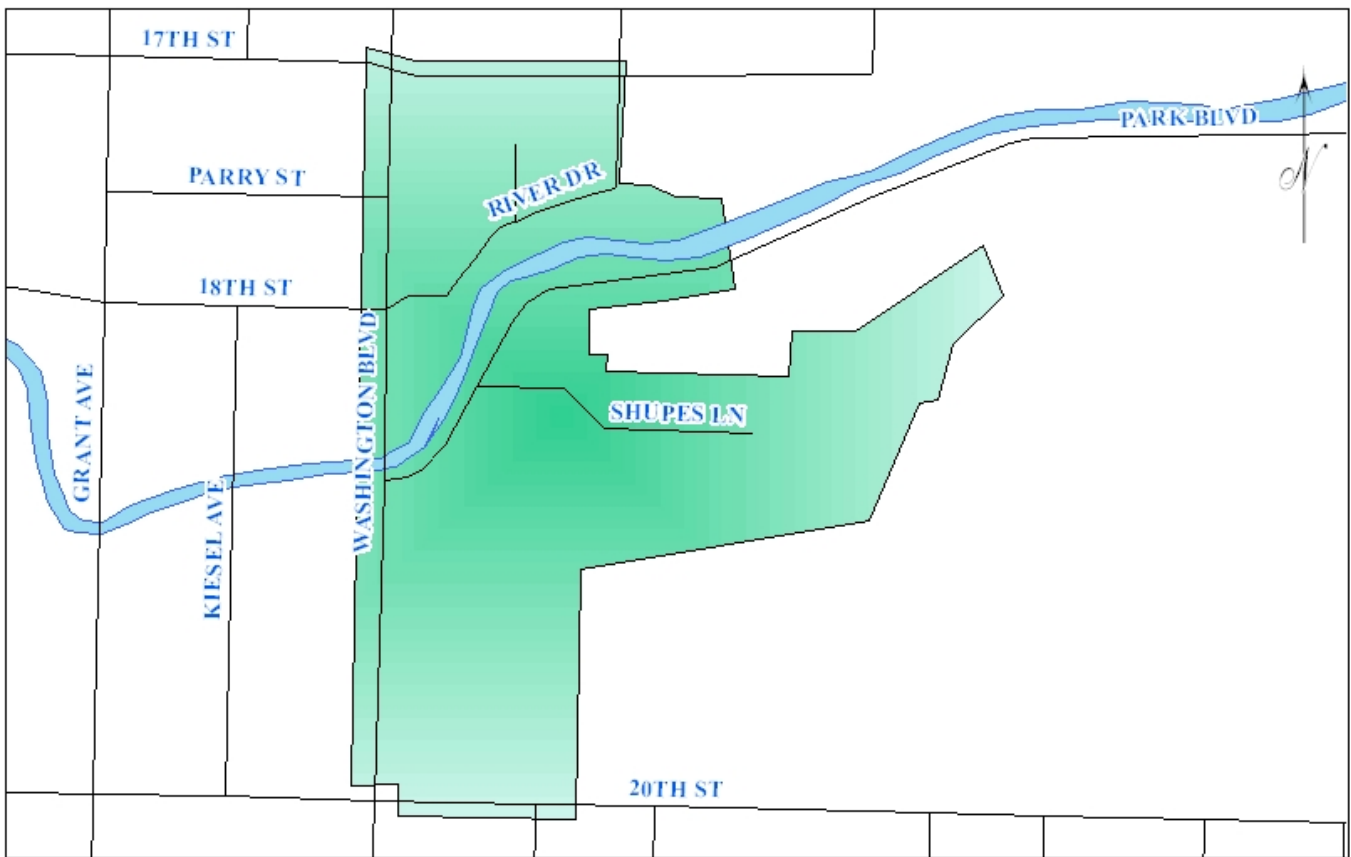 17TH ST
PARK BLVD
PARRY ST
RIVER DR
N
18TH ST
WASHINGTON BLVD
GRANT AVE
SHUPES LN
KIESEL AVE
20TH ST